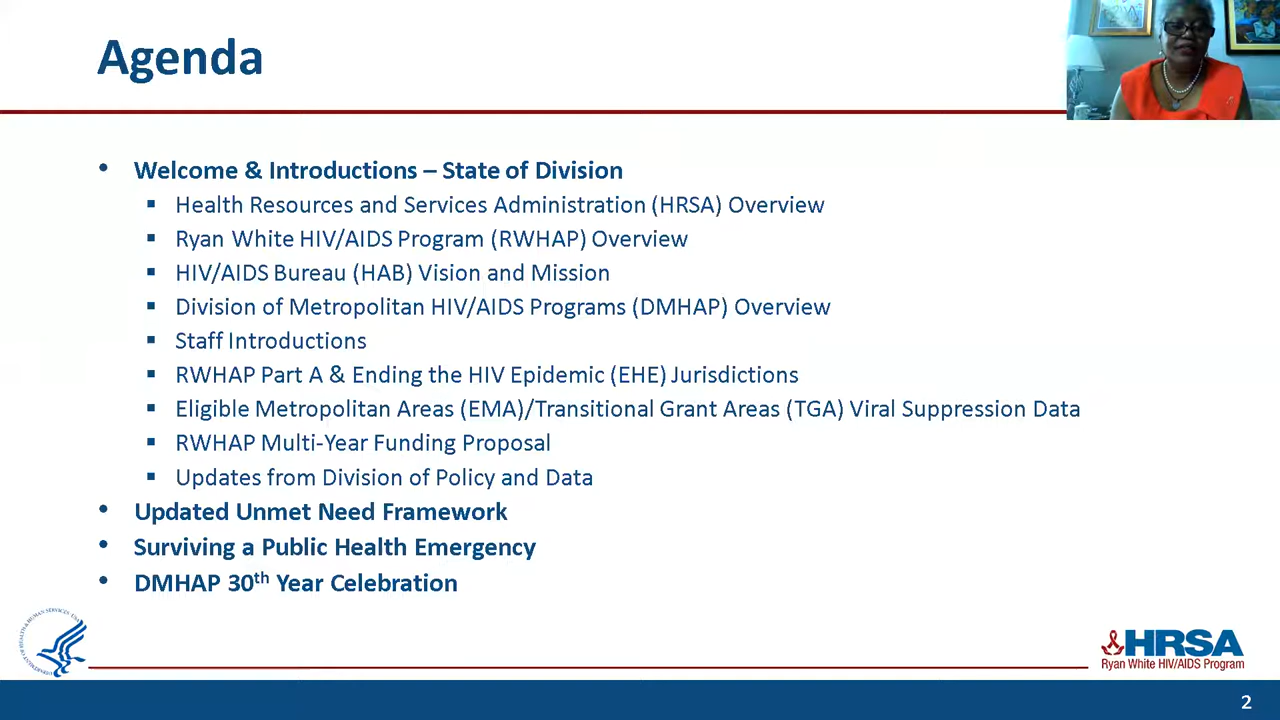 Agenda
• Welcome & Introductions – State of Division
▪ Health Resources and Services Administration (HRSA) Overview
▪ Ryan White HIV/AIDS Program (RWHAP) Overview
▪ HIV/AIDS Bureau (HAB) Vision and Mission
▪ Division of Metropolitan HIV/AIDS Programs (DMHAP) Overview
▪ Staff Introductions
▪ RWHAP Part A & Ending the HIV Epidemic (EHE) Jurisdictions
▪ Eligible Metropolitan Areas (EMA)/Transitional Grant Areas (TGA) Viral Suppression Data
▪ RWHAP Multi-Year Funding Proposal
▪ Updates from Division of Policy and Data
• Updated Unmet Need Framework
• Surviving a Public Health Emergency
• DMHAP 30th Year Celebration
HRSA
Ryan White HIV/AIDS Program
2